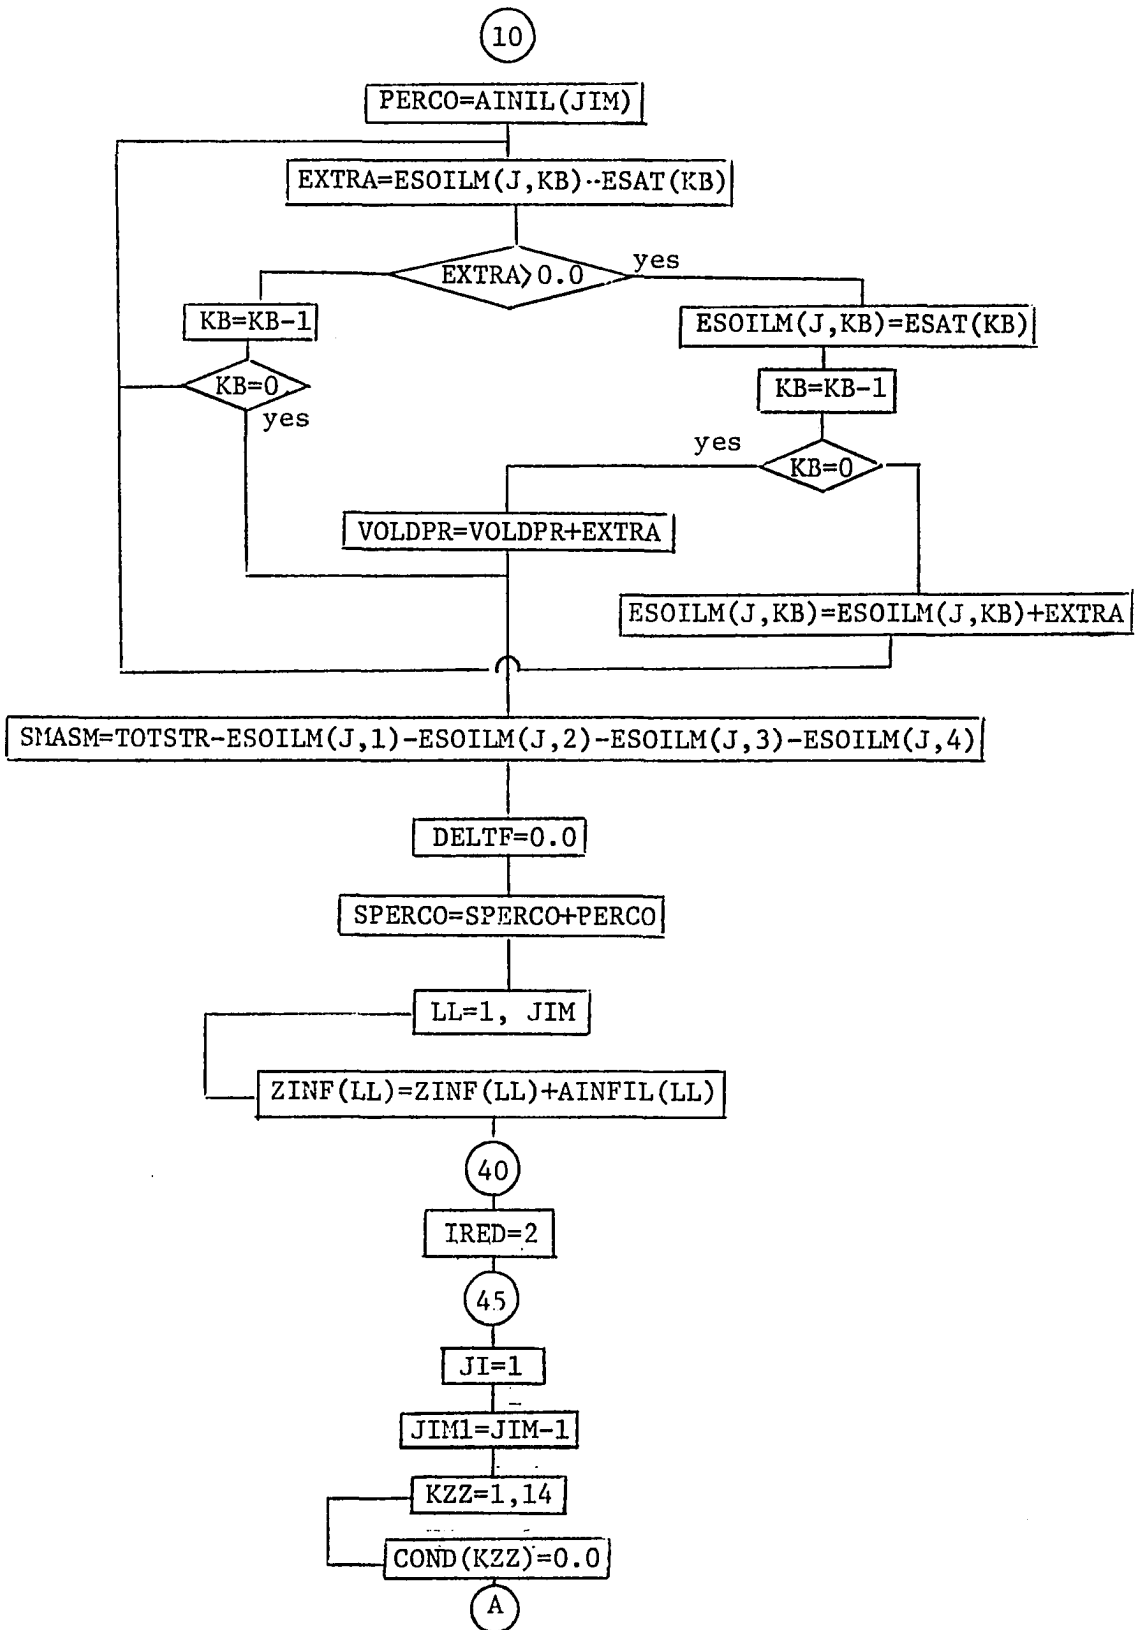 10
PERCO=AINIL(JIM)
EXTRA=ESOILM(J,KB)--ESAT(KB)
EXTRA>0.0
yes
KB=KB-1
ESOILM(J,KB)=ESAT(KB)
KB=0
yes
KB=KB-1
yes
KB=0
VOLDPR=VOLDPR+EXTRA
ESOILM(J,KB)=ESOILM(J,KB)+EXTRA
SMASM=TOTSTR-ESOILM(J,1)-ESOILM(J,2)-ESOILM(J,3)-ESOILM(J,4)
DELTF=0.0
SPERCO=SPERCO+PERCO
LL=1, JIM
ZINF(LL)=ZINF(LL)+AINFIL(LL)
40
IRED=2
45
JI=1
JIM1=JIM-1
KZZ=1,14
COND(KZZ)=0.0
A